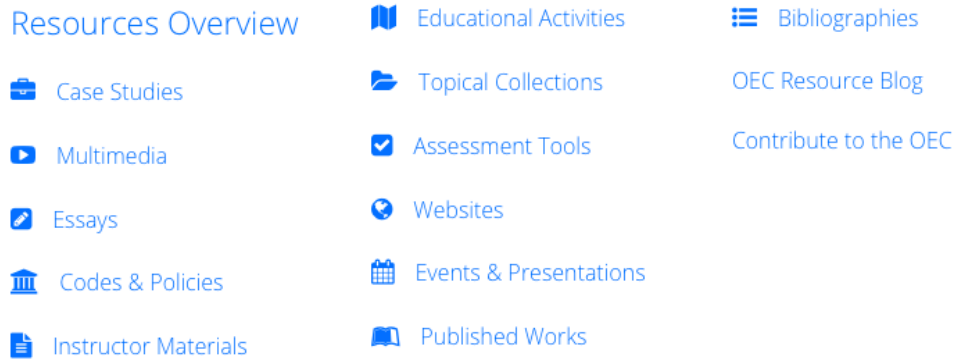 Resources Overview
Case Studies
Multimedia
Essays
Codes & Policies
Instructor Materials
Educational Activities
Topical Collections
Assessment Tools
Websites
Events & Presentations
Published Works
Bibliographies
OEC Resource Blog
Contribute to the OEC